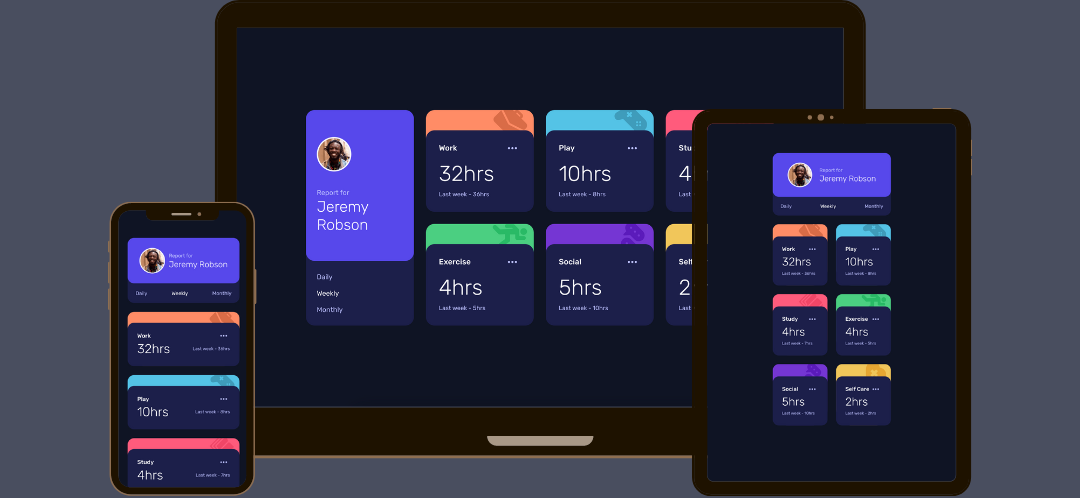 Report for
Jeremy
Robson
Daily
Weekly
Monthly
Work
32hrs
Last week - 36hrs
Play
10hrs
Last week - 8hrs
Stu
4
Exercise
4hrs
Last week - 5hrs
Social
5hrs
Last week - 10hrs
Self
2
Report for
Jeremy Robson
Daily Weekly Monthly
Work
32hrs Last week - 36hrs
Play
10hrs Last week - 8hrs
Study
4hrs Last week - 7hrs
Report for
Jeremy Robson
Daily Weekly Monthly
Work
32hrs
Last week - 36hrs
Play
10hrs
Last week - 8hrs
Study
4hrs
Last week - 7hrs
Exercise
4hrs
Last week - 5hrs
Social
5hrs
Last week - 10hrs
Self Care
2hrs
Last week - 2hrs